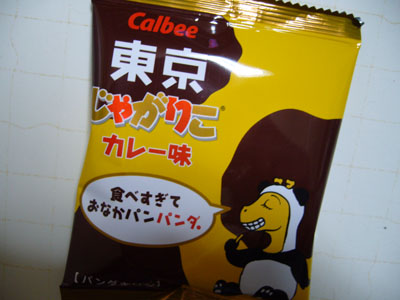 Calbee
東京
じゃがりこ®
カレー味
食べすぎて
おなかパンパンダ。